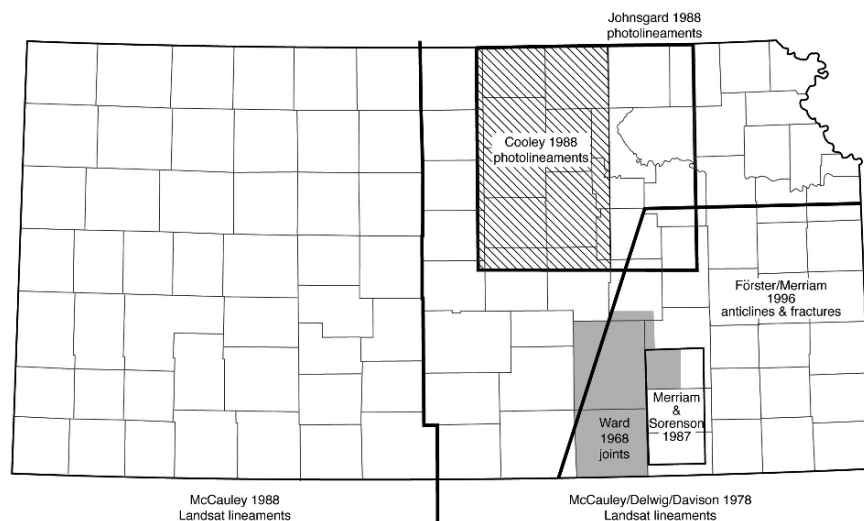 Johnsgard 1988
photolineaments
Cooley 1988
photolineaments
Förster/Merriam
1996
anticlines & fractures
Merriam
&
Sorenson
1987
Ward
1968
joints
McCauley 1988
Landsat lineaments
McCauley/Delwig/Davison 1978
Landsat lineaments